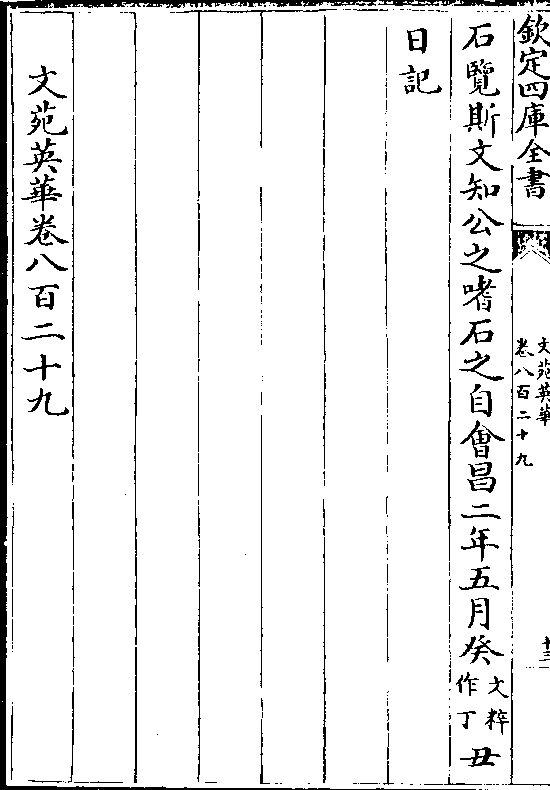 欽定四庫全書
文苑英華
卷八百二十九
十三
石覽斯文知公之嗜石之自會昌二年五月癸文粹作丁丑
日記
文苑英華卷八百二十九